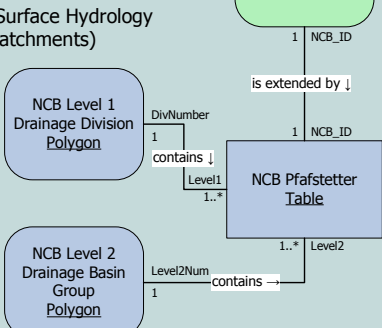 Surface Hydrology
atchments)
1 NCB_ID
is extended by ↓
1 NCB_ID
NCB Level 1
Drainage Division
Polygon
DivNumber
1
contains ↓
Level1
1..*
NCB Pfafstetter
Table
1..* Level2
NCB Level 2
Drainage Basin
Group
Polygon
Level2Num
1
contains →